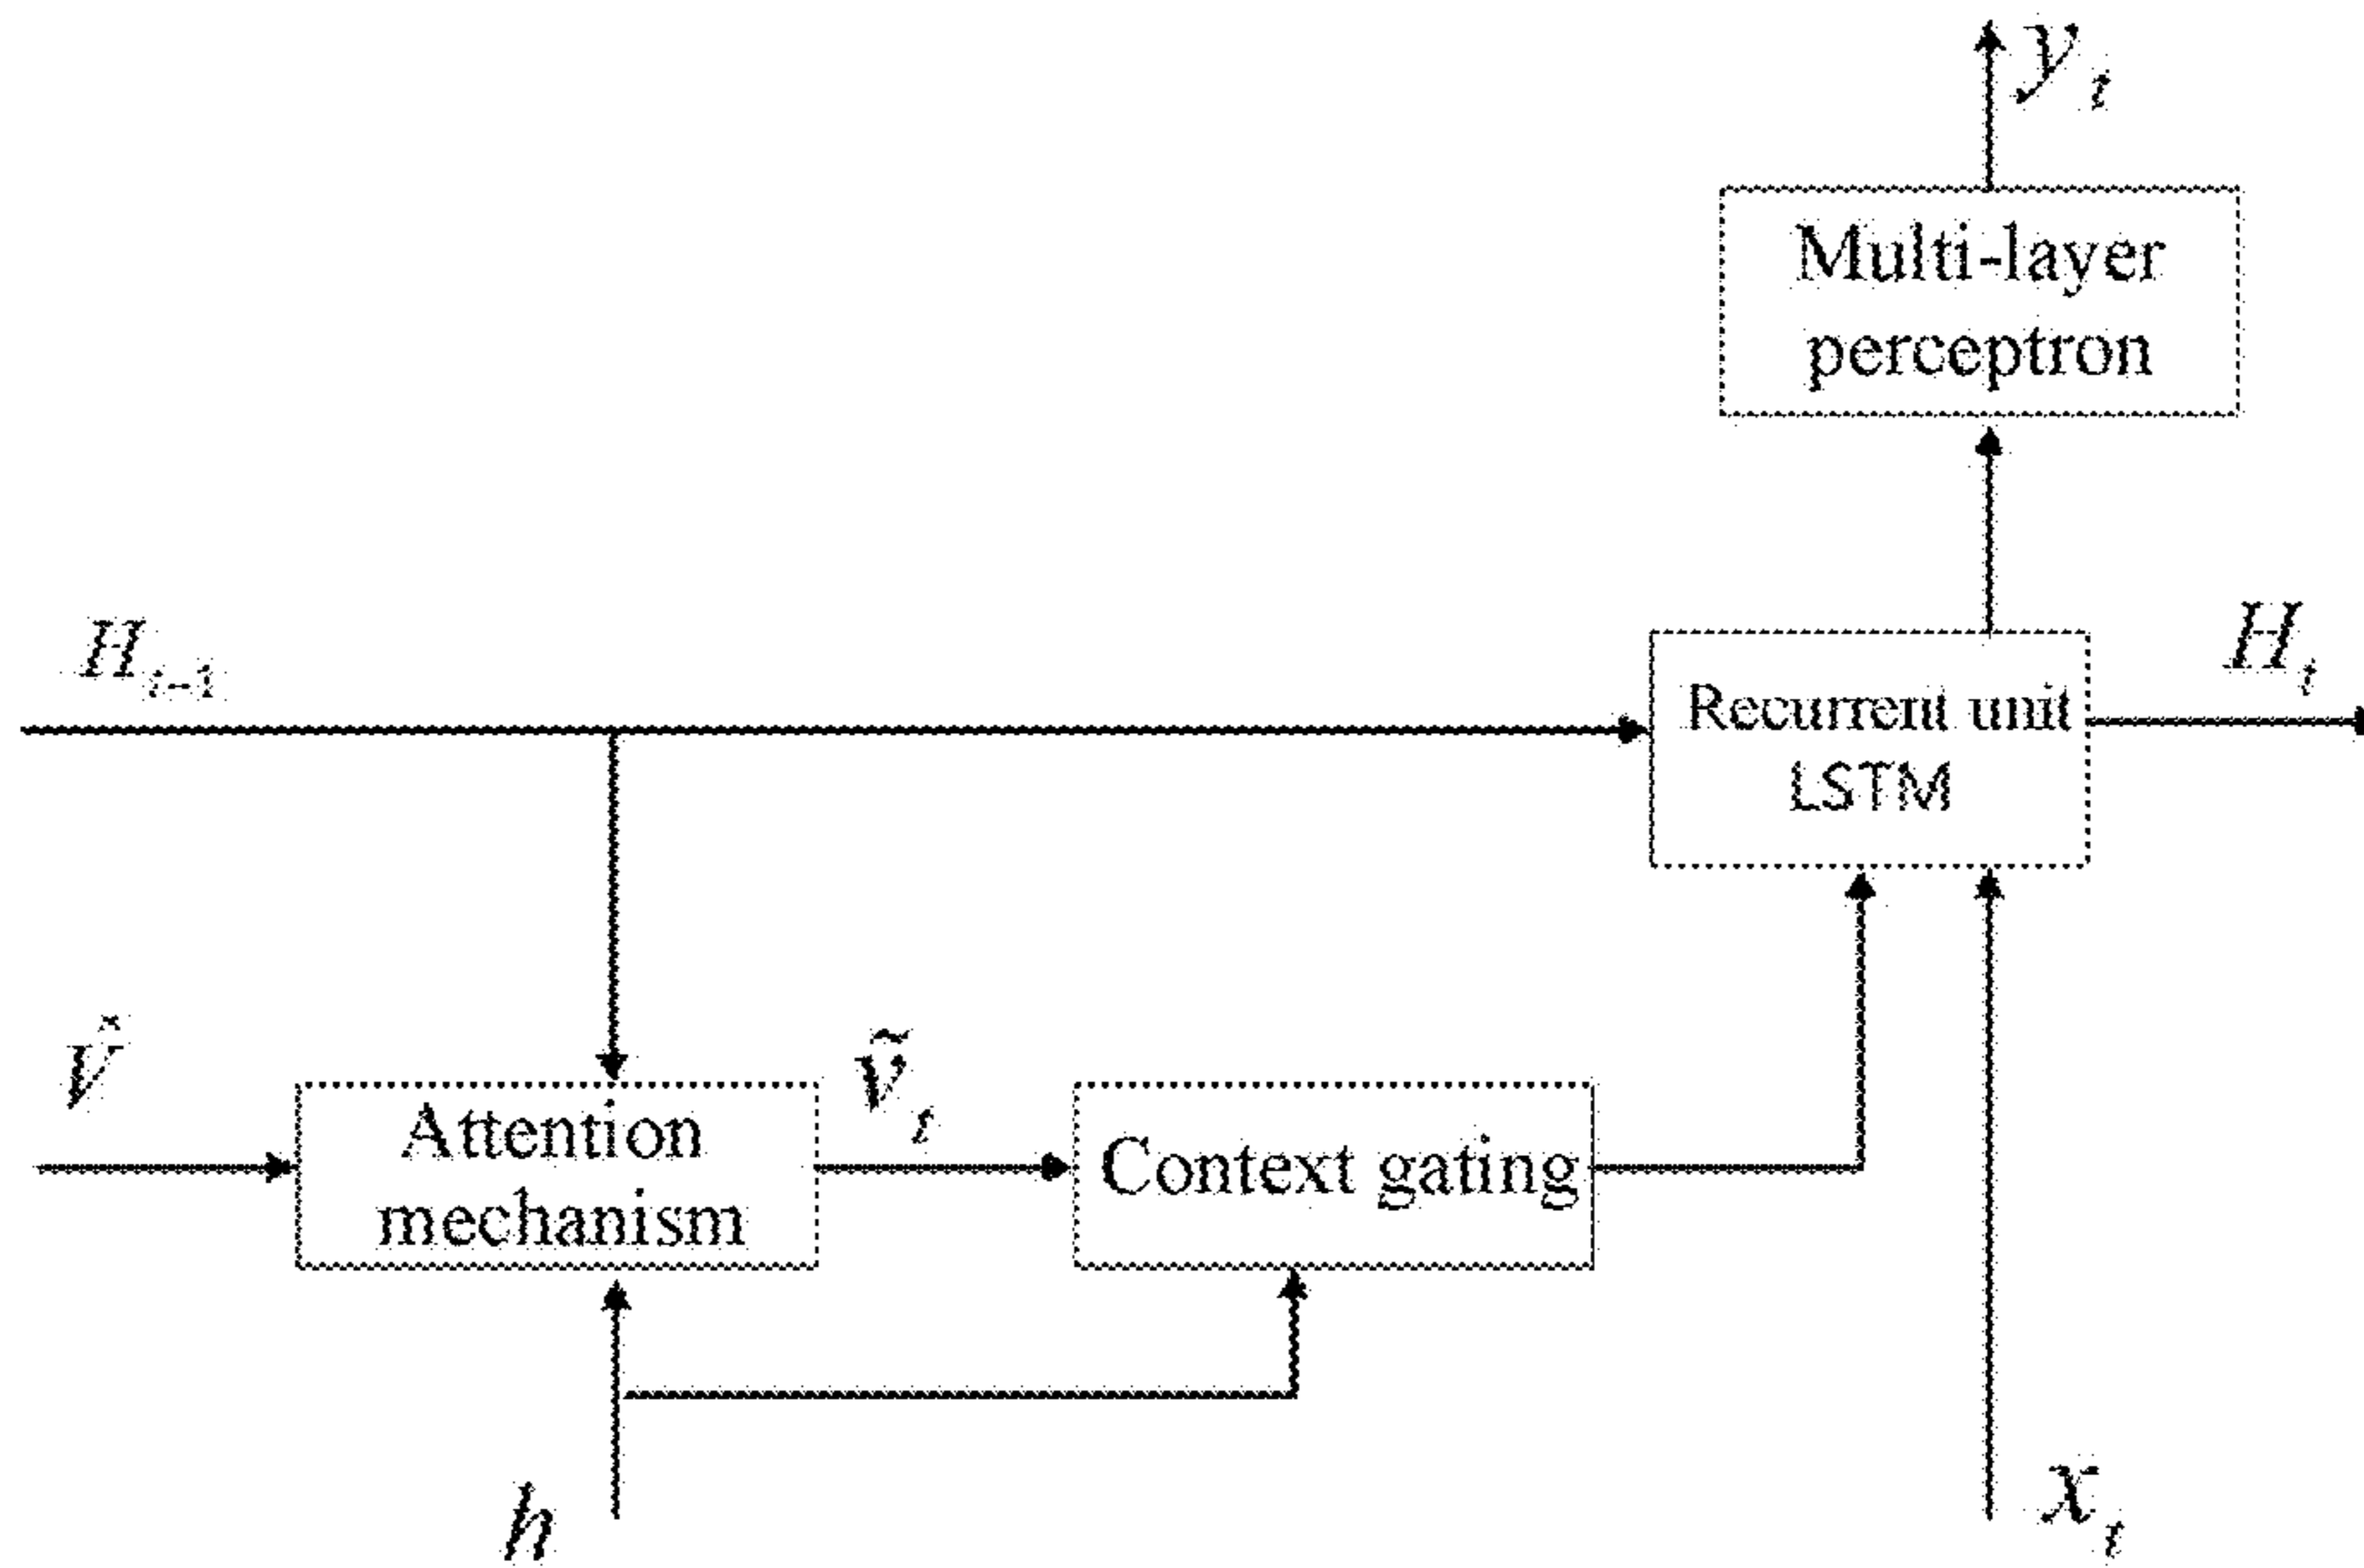 y_t
Multi-layer
perceptron
H_{t-1}
H_t
Recurrent unit
LSTM
V̂
ṽ_t
Attention
mechanism
Context gating
h
x_t